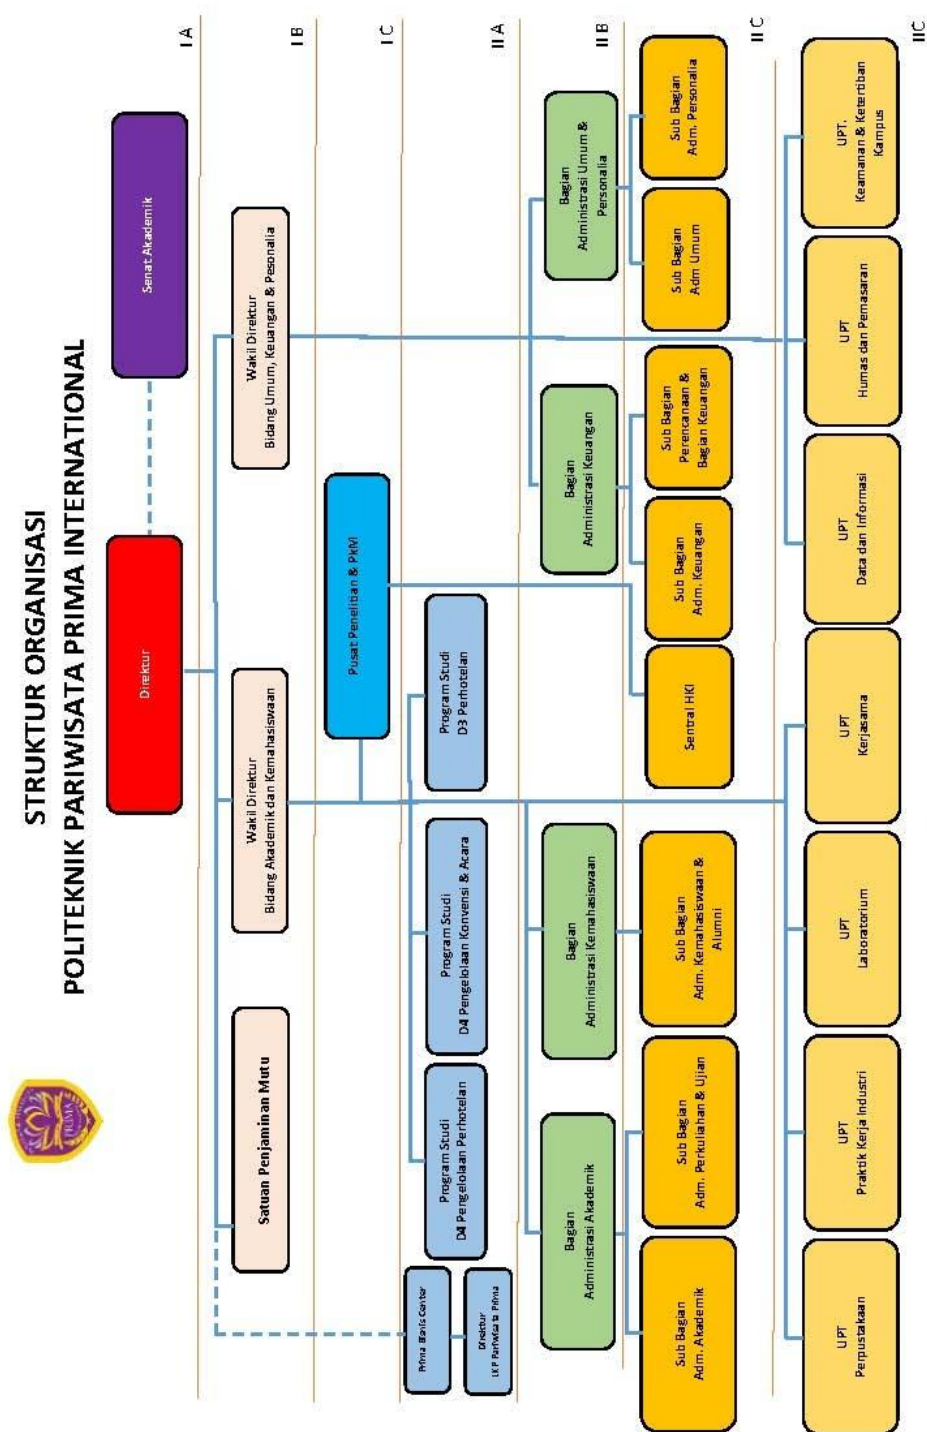 STRUKTUR ORGANISASI
POLITEKNIK PARIWISATA PRIMA INTERNATIONAL
PRIMA
Direktur
Senat Akademik
I A
Satuan Penjaminan Mutu
Wakil Direktur
Bidang Akademik dan Kemahasiswaan
Wakil Direktur
Bidang Umum, Keuangan & Pesonalia
I B
Pusat Penelitian & PkM
I C
Prima Bisnis Center
Direktur
LKP Pariwisata Prima
Program Studi
D4 Pengelolaan Perhotelan
Program Studi
D4 Pengelolaan Konvensi & Acara
Program Studi
D3 Perhotelan
II A
Bagian
Administrasi Akademik
Bagian
Administrasi Kemahasiswaan
Bagian
Administrasi Keuangan
Bagian
Administrasi Umum &
Personalia
II B
Sub Bagian
Adm. Akademik
Sub Bagian
Adm. Perkuliahan & Ujian
Sub Bagian
Adm. Kemahasiswaan &
Alumni
Sentral HKI
Sub Bagian
Adm. Keuangan
Sub Bagian
Perencanaan &
Bagian Keuangan
Sub Bagian
Adm Umum
Sub Bagian
Adm. Personalia
II C
UPT
Perpustakaan
UPT
Praktik Kerja Industri
UPT
Laboratorium
UPT
Kerjasama
UPT
Data dan Informasi
UPT
Humas dan Pemasaran
UPT.
Keamanan & Ketertiban
Kampus
IIC